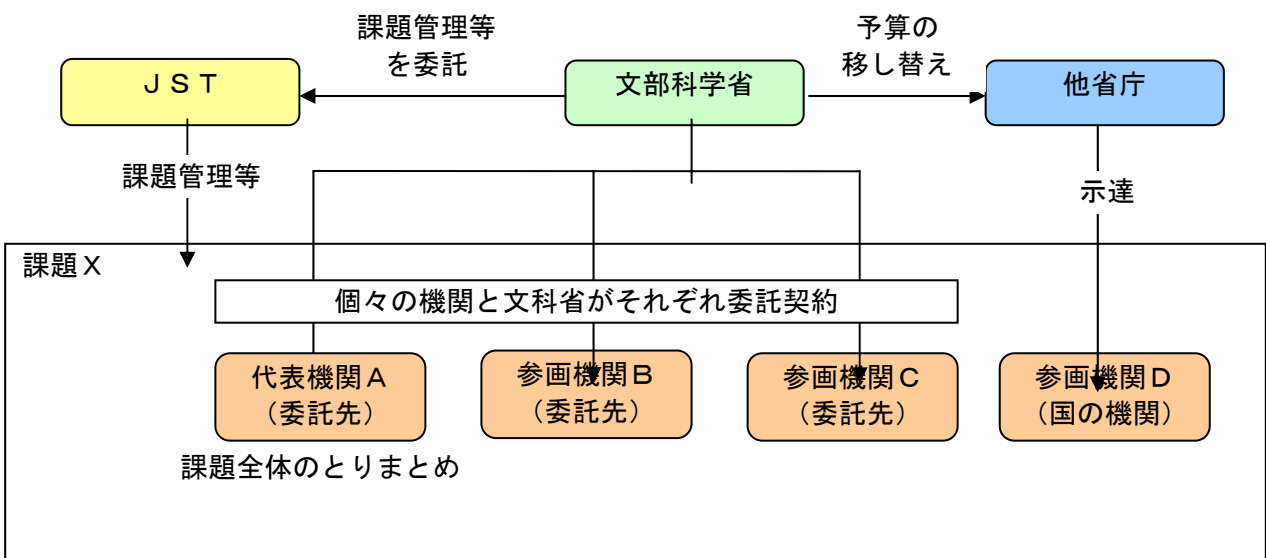 課題管理等
を委託
予算の
移し替え
ＪＳＴ
文部科学省
他省庁
課題管理等
示達
課題Ｘ
個々の機関と文科省がそれぞれ委託契約
代表機関Ａ
（委託先）
参画機関Ｂ
（委託先）
参画機関Ｃ
（委託先）
参画機関Ｄ
（国の機関）
課題全体のとりまとめ